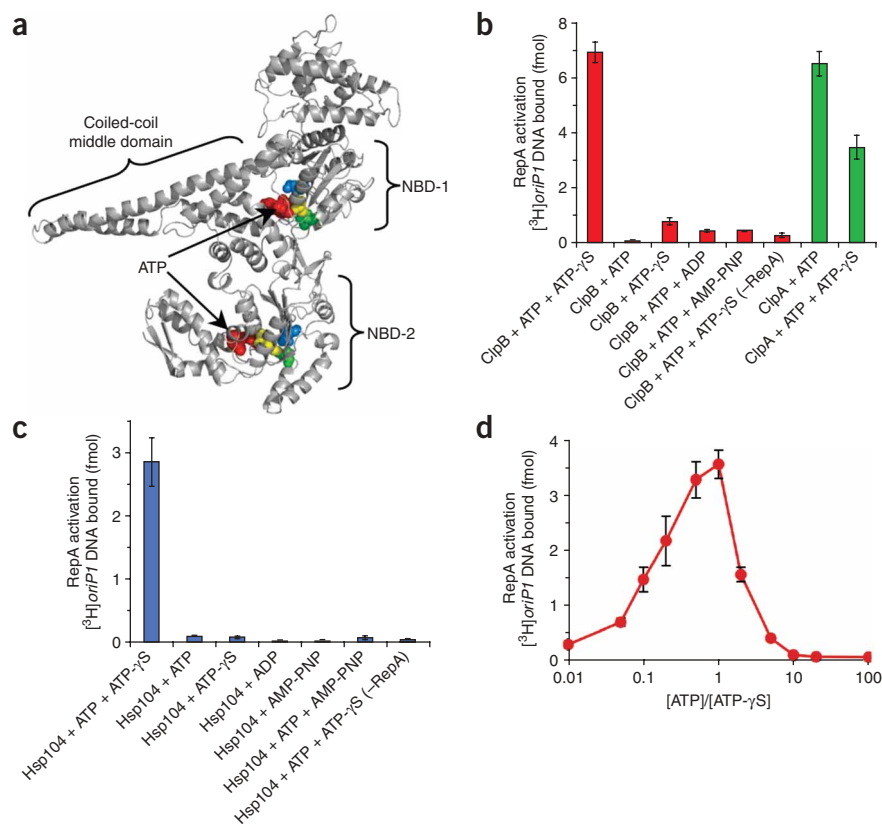 a
Coiled-coil
middle domain
NBD-1
ATP
NBD-2
b
RepA activation
[³H]oriP1 DNA bound (fmol)
8
6
4
2
0
ClpB + ATP + ATP-γS
ClpB + ATP
ClpB + ATP-γS
ClpB + ATP + ADP
ClpB + ATP + AMP-PNP
ClpB + ATP + ATP-γS (–RepA)
ClpA + ATP
ClpA + ATP + ATP-γS
c
RepA activation
[³H]oriP1 DNA bound (fmol)
3
2
1
0
Hsp104 + ATP + ATP-γS
Hsp104 + ATP
Hsp104 + ATP-γS
Hsp104 + ADP
Hsp104 + AMP-PNP
Hsp104 + ATP + AMP-PNP
Hsp104 + ATP + ATP-γS (–RepA)
d
RepA activation
[³H]oriP1 DNA bound (fmol)
4
3
2
1
0
0.01 0.1 1 10 100
[ATP]/[ATP-γS]